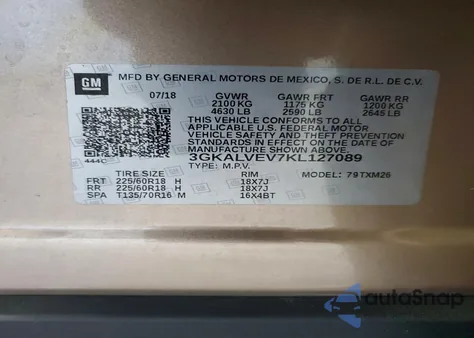 GM
MFD BY GENERAL MOTORS DE MEXICO, S. DE R.L. DE C.V.
07/18 GVWR GAWR FRT GAWR RR
2100 KG 1175 KG 1200 KG
4630 LB 2590 LB 2645 LB
THIS VEHICLE CONFORMS TO ALL
APPLICABLE U.S. FEDERAL MOTOR
VEHICLE SAFETY AND THEFT PREVENTION
STANDARDS IN EFFECT ON THE DATE OF
MANUFACTURE SHOWN ABOVE.
444C 3GKALVEV7KL127089
TYPE: M.P.V.
TIRE SIZE RIM MODEL: 79TXM26
FRT 225/60R18 H 18X7J
RR 225/60R18 H 18X7J
SPA T135/70R16 M 16X4BT
autoSnap